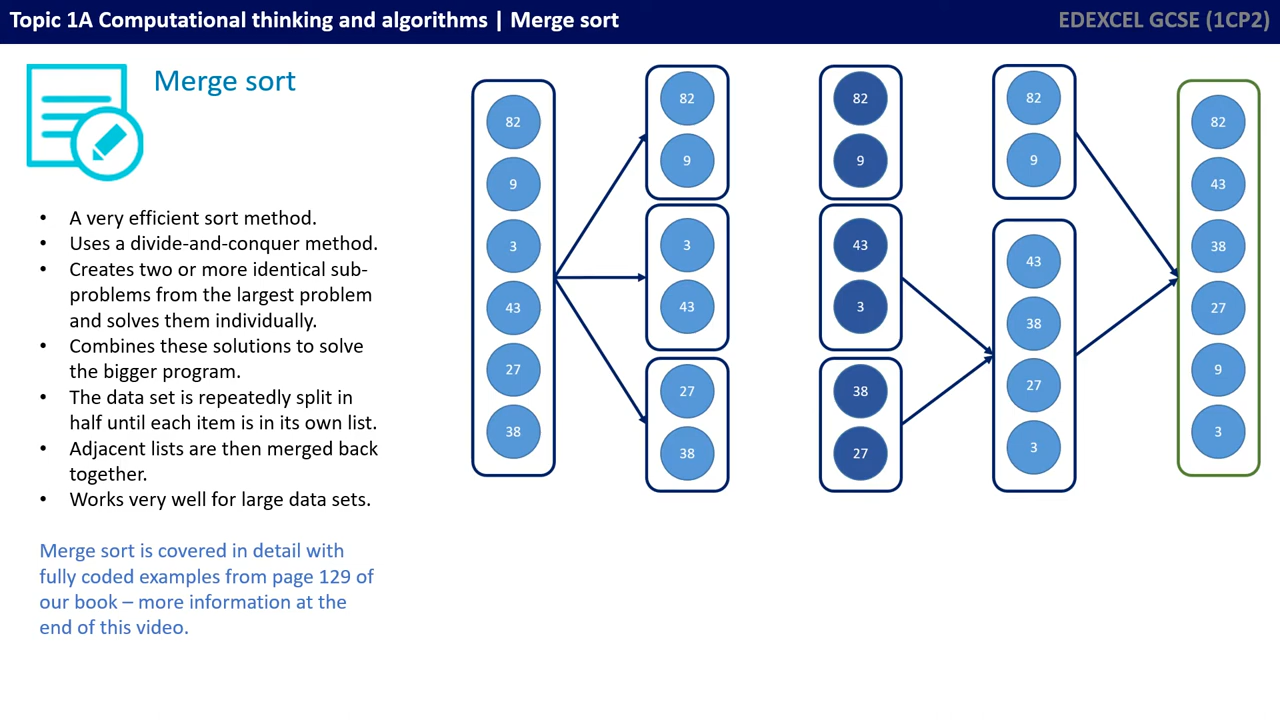 Topic 1A Computational thinking and algorithms | Merge sort
EDEXCEL GCSE (1CP2)
Merge sort
• A very efficient sort method.
• Uses a divide-and-conquer method.
• Creates two or more identical sub-
problems from the largest problem
and solves them individually.
• Combines these solutions to solve
the bigger program.
• The data set is repeatedly split in
half until each item is in its own list.
• Adjacent lists are then merged back
together.
• Works very well for large data sets.
Merge sort is covered in detail with
fully coded examples from page 129 of
our book – more information at the
end of this video.
82
9
3
43
27
38
82
9
3
43
27
38
82
9
43
3
38
27
82
9
43
38
27
3
82
43
38
27
9
3